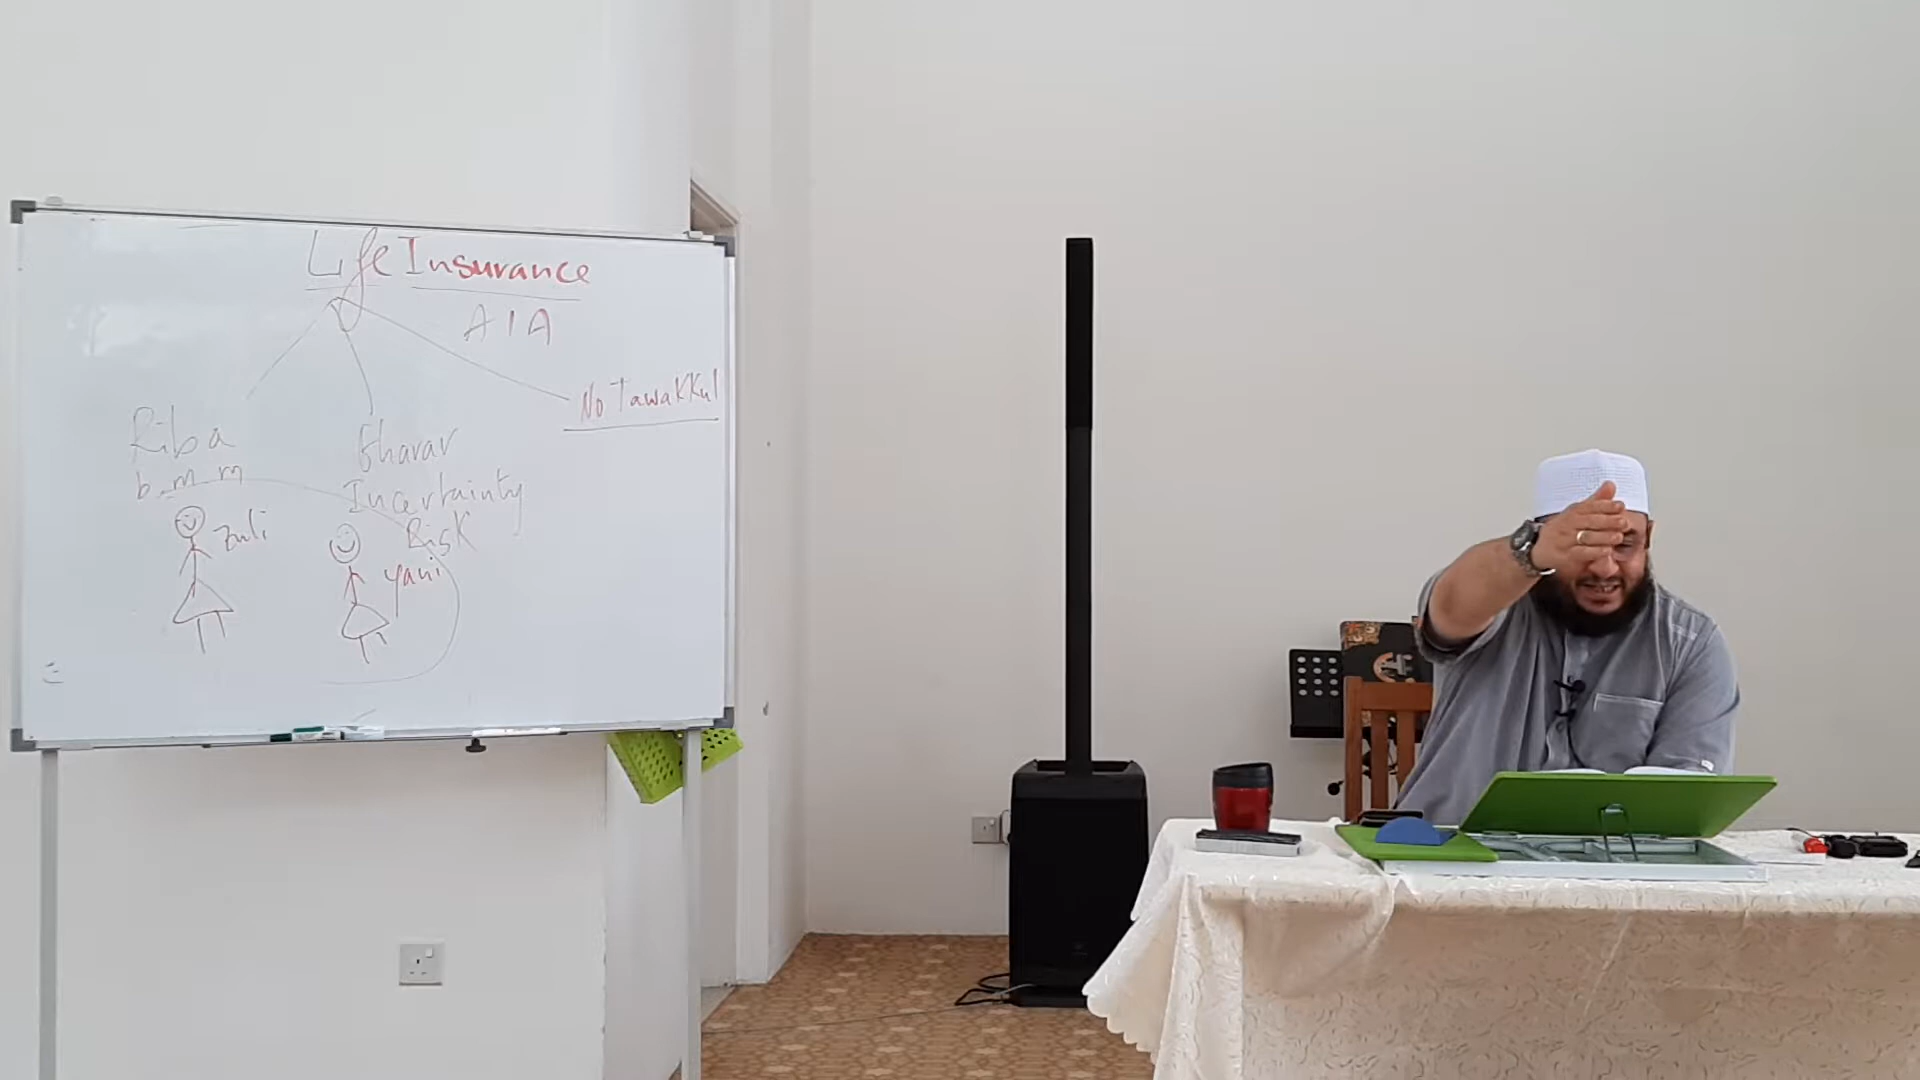 Life Insurance
AIA
No Tawakkul
Riba
b m m
Gharar
Incertainty
Risk
Zuli
Yani